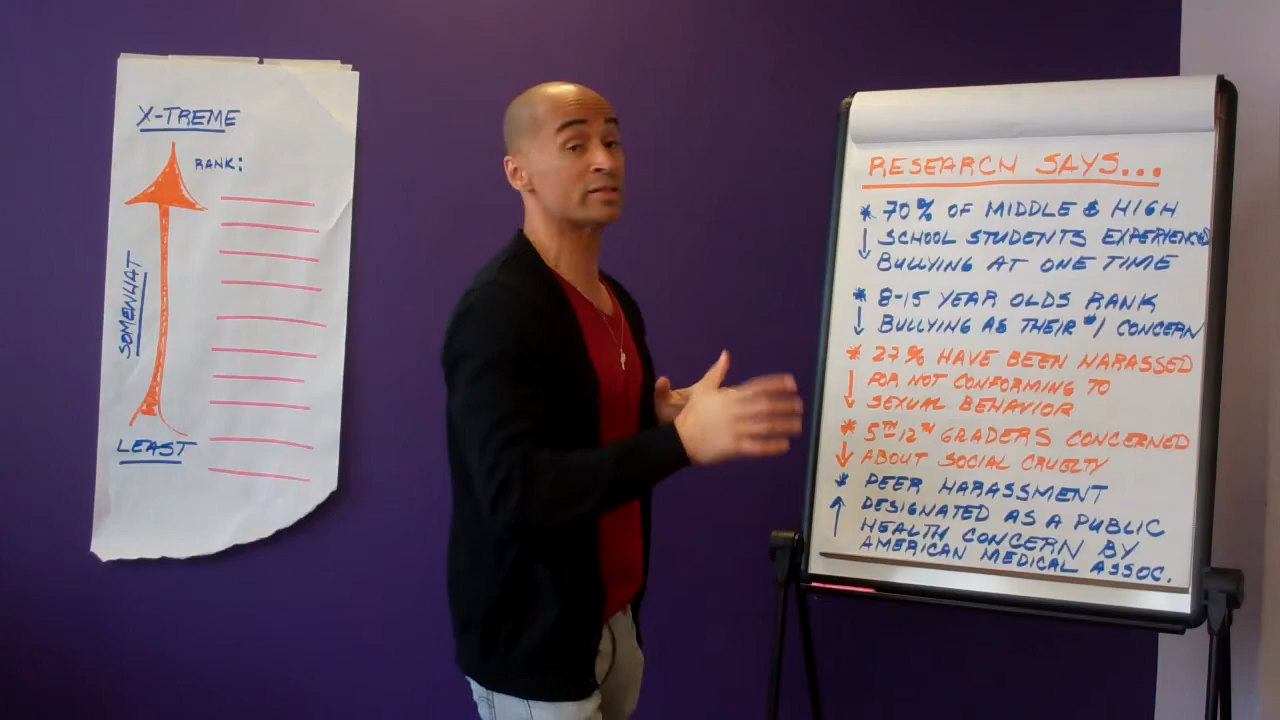 X-TREME
RANK:
SOMEWHAT
LEAST
RESEARCH SAYS...
* 70% OF MIDDLE & HIGH
SCHOOL STUDENTS EXPERIENCED
BULLYING AT ONE TIME
* 8-15 YEAR OLDS RANK
BULLYING AS THEIR #1 CONCERN
* 27% HAVE BEEN HARASSED
FOR NOT CONFORMING TO
SEXUAL BEHAVIOR
* 5TH-12TH GRADERS CONCERNED
ABOUT SOCIAL CRUELTY
* PEER HARASSMENT
DESIGNATED AS A PUBLIC
HEALTH CONCERN BY
AMERICAN MEDICAL ASSOC.